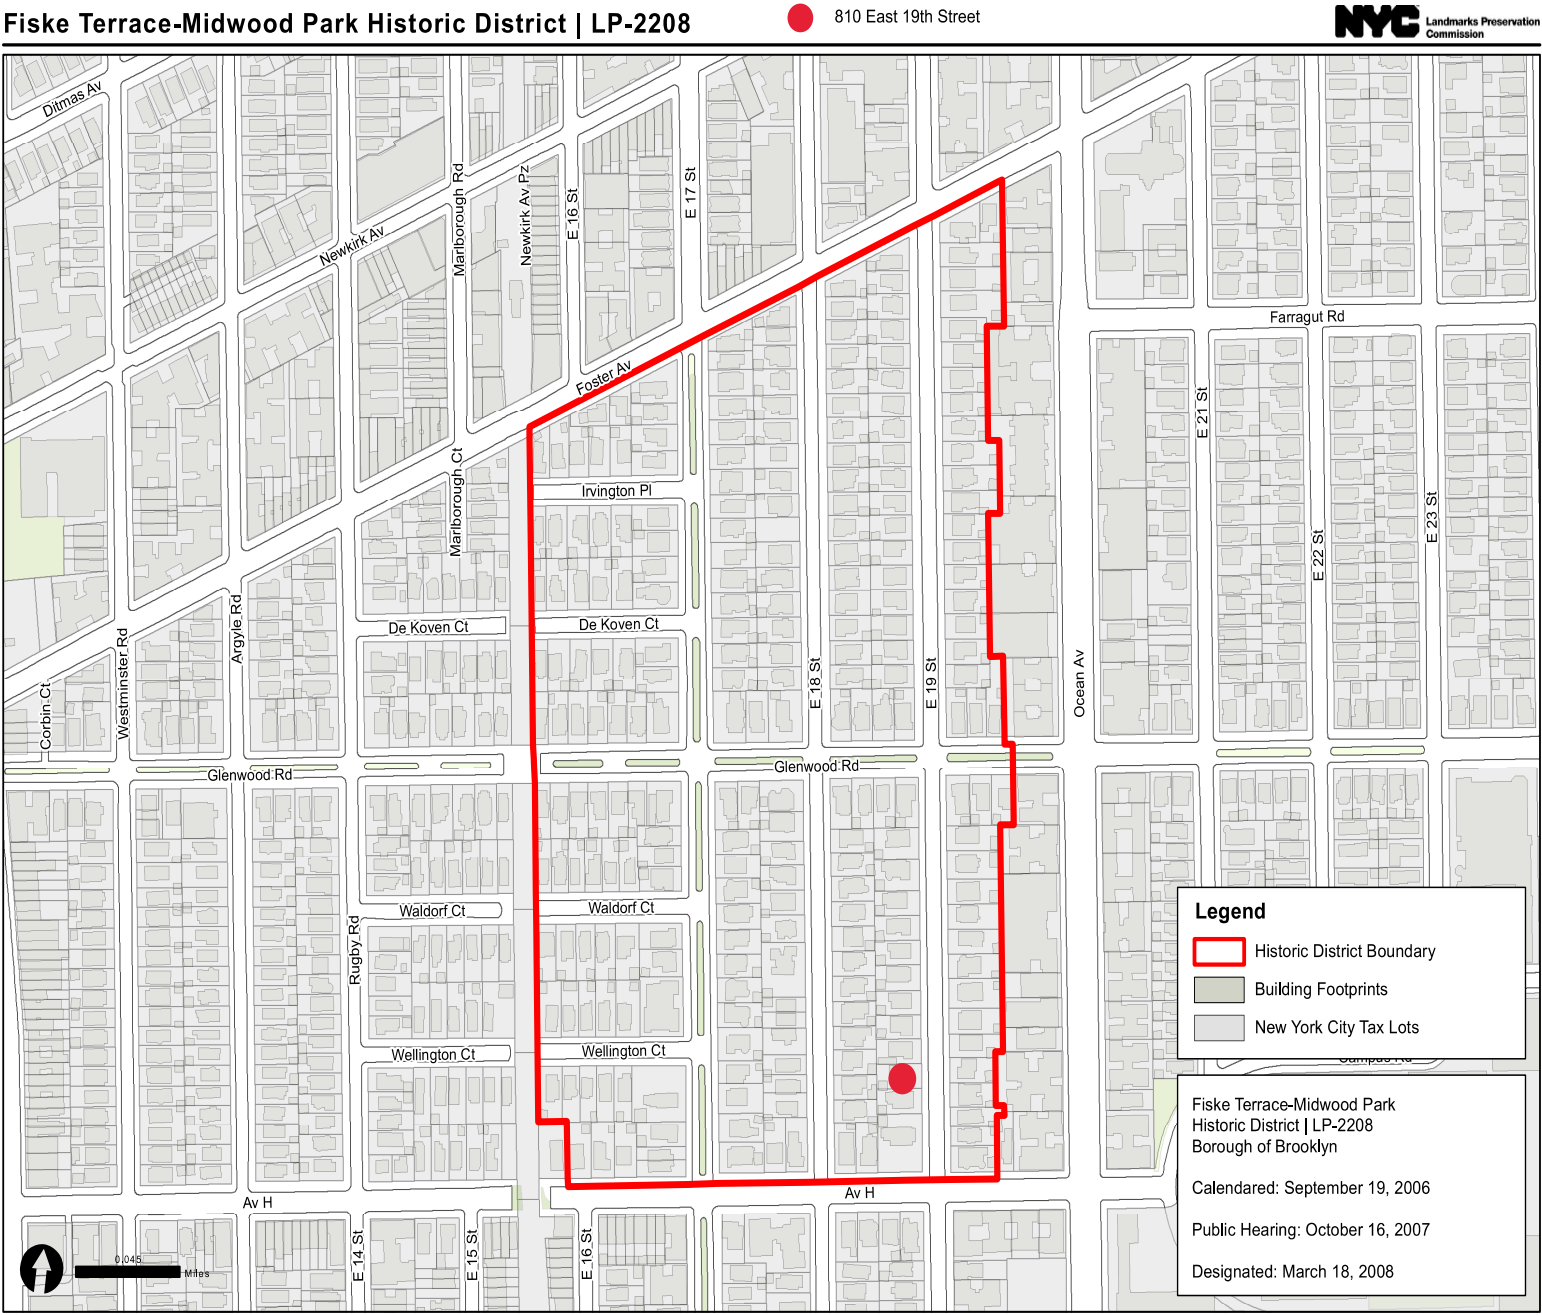 Fiske Terrace-Midwood Park Historic District | LP-2208
810 East 19th Street
NYC Landmarks Preservation
Commission
Ditmas Av
Newkirk Av
Marlborough Rd
Newkirk Av Pz
E 16 St
E 17 St
Foster Av
Farragut Rd
Marlborough Ct
Irvington Pl
E 21 St
E 22 St
E 23 St
De Koven Ct
De Koven Ct
Corbin Ct
Westminster Rd
Argyle Rd
E 18 St
E 19 St
Ocean Av
Glenwood Rd
Glenwood Rd
Waldorf Ct
Waldorf Ct
Rugby Rd
Wellington Ct
Wellington Ct
Campus Rd
Av H
Av H
E 14 St
E 15 St
E 16 St
0.045
Miles
Legend
Historic District Boundary
Building Footprints
New York City Tax Lots
Fiske Terrace-Midwood Park
Historic District | LP-2208
Borough of Brooklyn
Calendared: September 19, 2006
Public Hearing: October 16, 2007
Designated: March 18, 2008